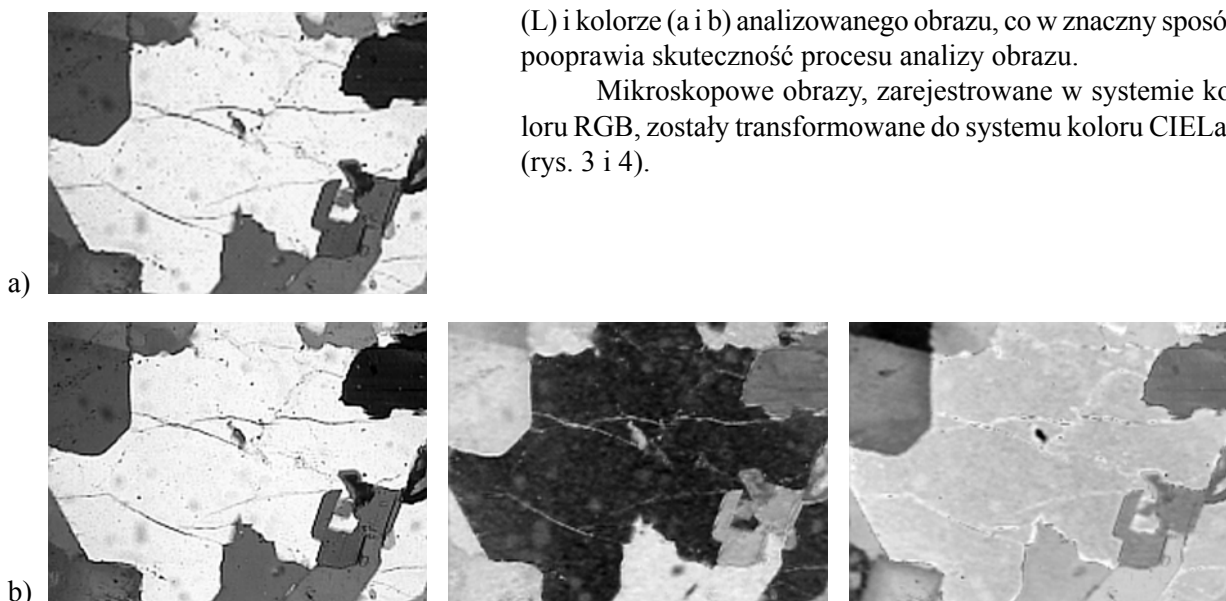 (L) i kolorze (a i b) analizowanego obrazu, co w znaczny sposó
pooprawia skuteczność procesu analizy obrazu.
Mikroskopowe obrazy, zarejestrowane w systemie ko
loru RGB, zostały transformowane do systemu koloru CIELa
(rys. 3 i 4).
a)
b)